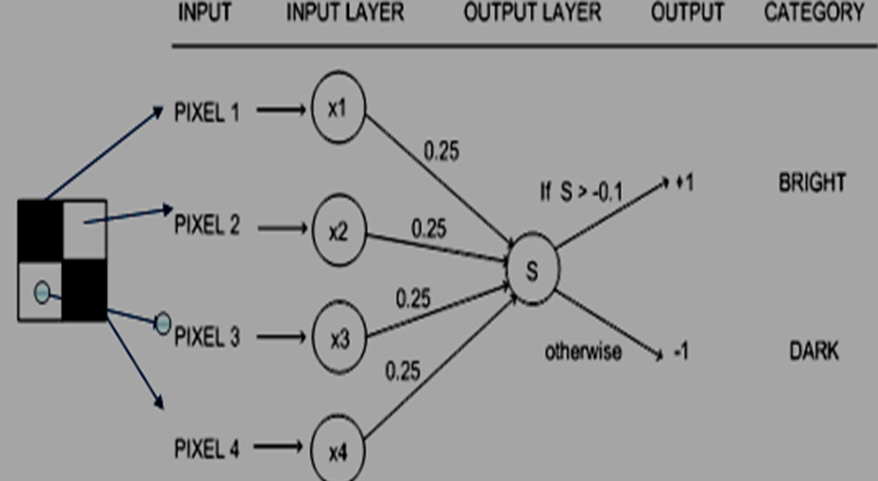 INPUT INPUT LAYER OUTPUT LAYER OUTPUT CATEGORY
PIXEL 1 x1
0.25
If S > -0.1 +1 BRIGHT
PIXEL 2 x2 0.25
S
0.25
PIXEL 3 x3
otherwise -1 DARK
0.25
PIXEL 4 x4